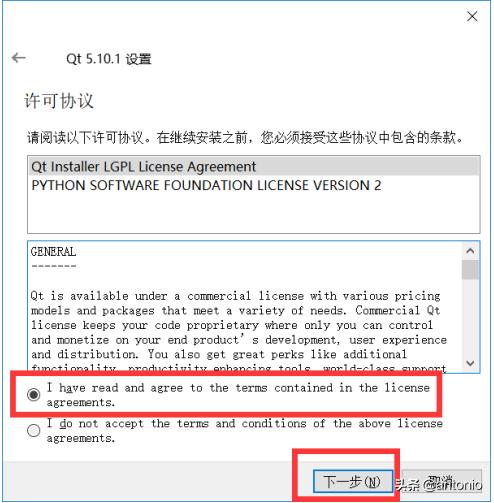 Qt 5.10.1 设置
许可协议
请阅读以下许可协议。在继续安装之前，您必须接受这些协议中包含的条款。
Qt Installer LGPL License Agreement
PYTHON SOFTWARE FOUNDATION LICENSE VERSION 2
GENERAL
-------
Qt is available under a commercial license with various pricing
models and packages that meet a variety of needs. Commercial Qt
license keeps your code proprietary where only you can control
and monetize on your end product’s development, user experience
and distribution. You also get great perks like additional
functionality, productivity enhancing tools, world-class support
I have read and agree to the terms contained in the license
agreements.
I do not accept the terms and conditions of the above license
agreements.
下一步(N)
取消
头条 @antonio